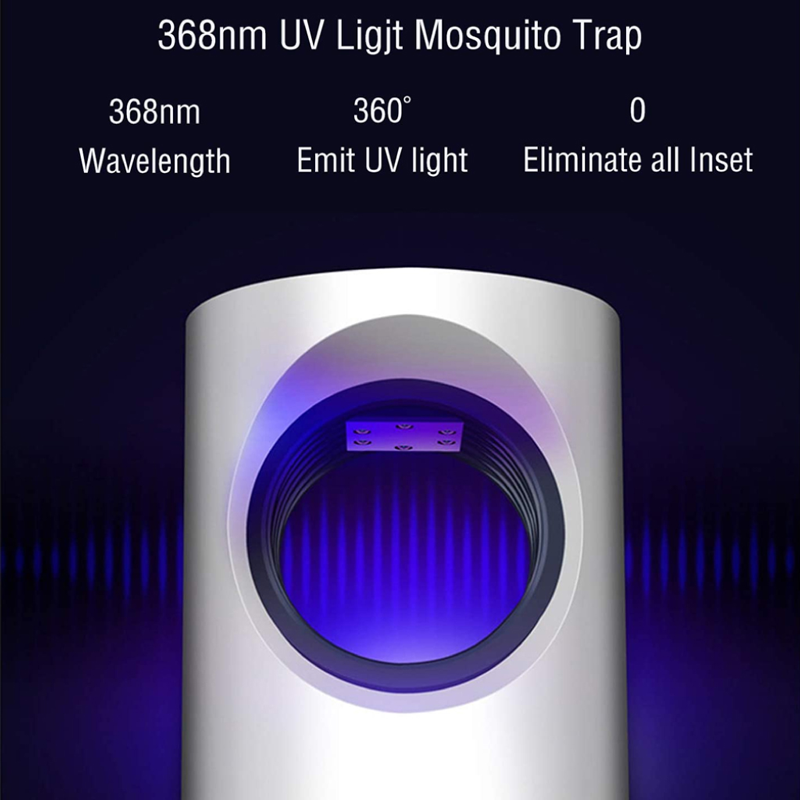 368nm UV Ligjt Mosquito Trap
368nm 360° 0
Wavelength Emit UV light Eliminate all Inset